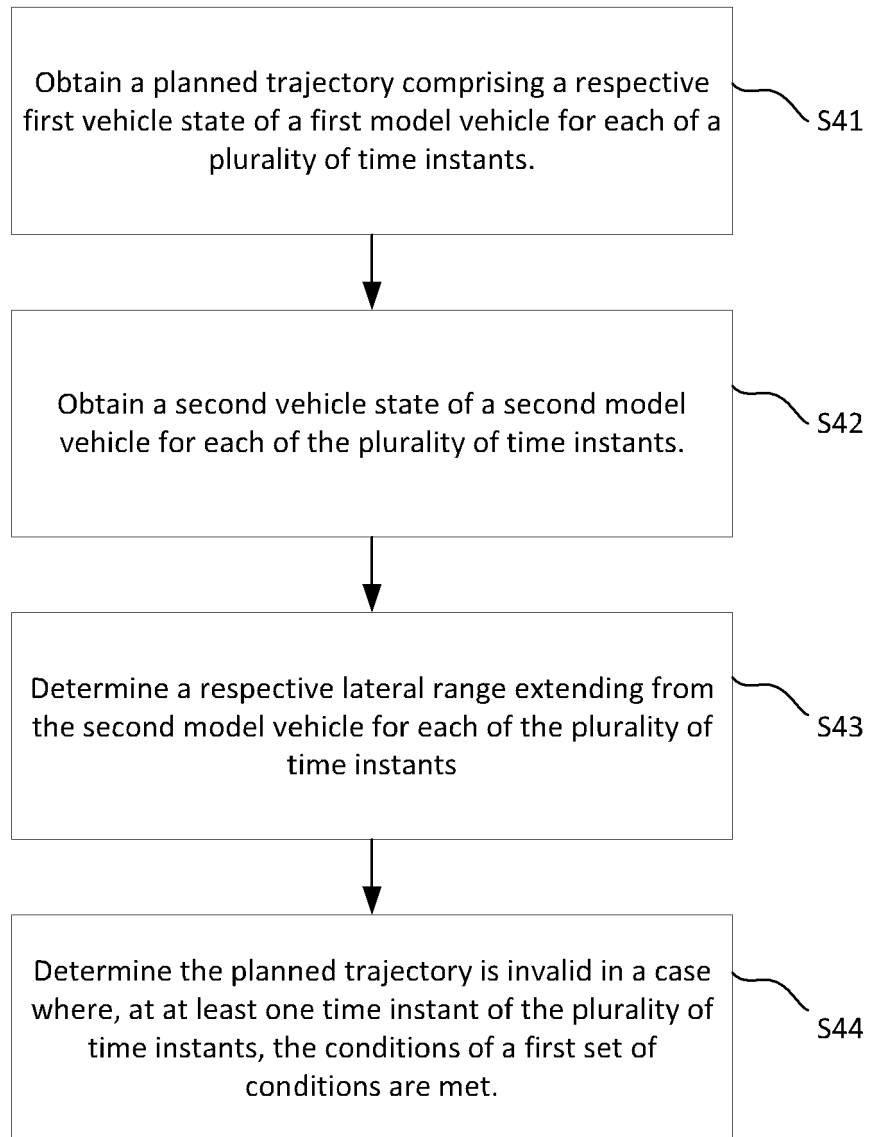 Obtain a planned trajectory comprising a respective
first vehicle state of a first model vehicle for each of a
plurality of time instants.
S41
Obtain a second vehicle state of a second model
vehicle for each of the plurality of time instants.
S42
Determine a respective lateral range extending from
the second model vehicle for each of the plurality of
time instants
S43
Determine the planned trajectory is invalid in a case
where, at at least one time instant of the plurality of
time instants, the conditions of a first set of
conditions are met.
S44